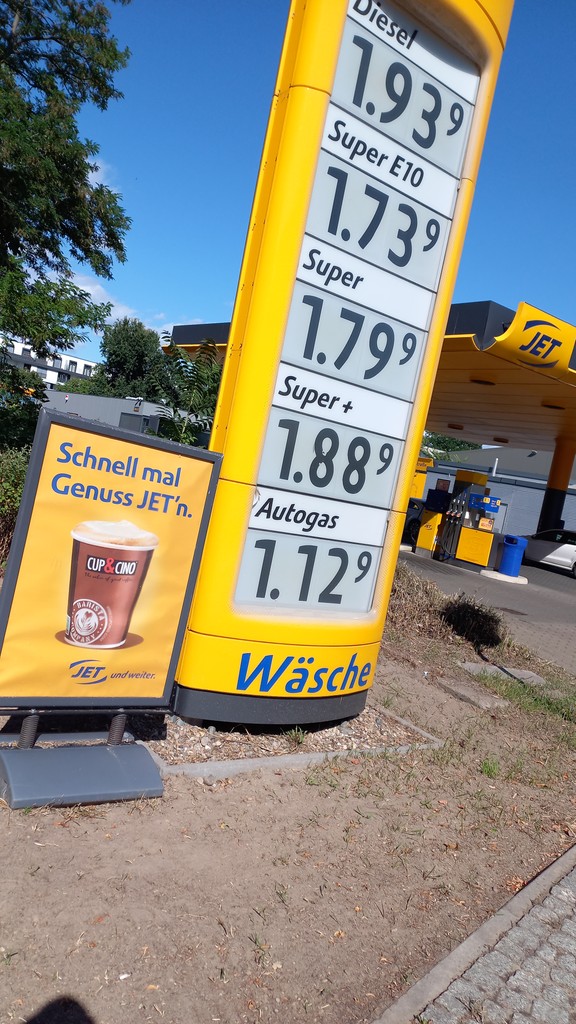 Diesel
1.93⁹
Super E10
1.73⁹
Super
1.79⁹
Super +
1.88⁹
Autogas
1.12⁹
Wäsche
JET
Schnell mal
Genuss JET'n.
CUP&CINO
JET und weiter.